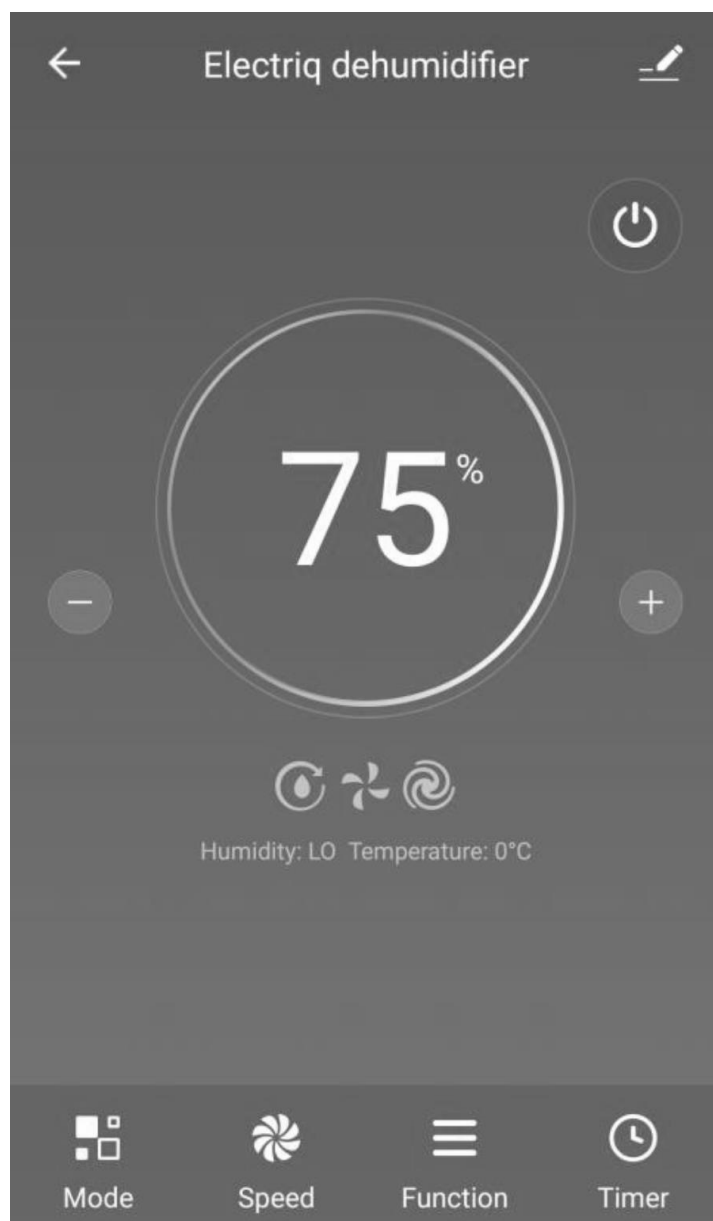 Electriq dehumidifier
75%
Humidity: LO Temperature: 0°C
Mode Speed Function Timer